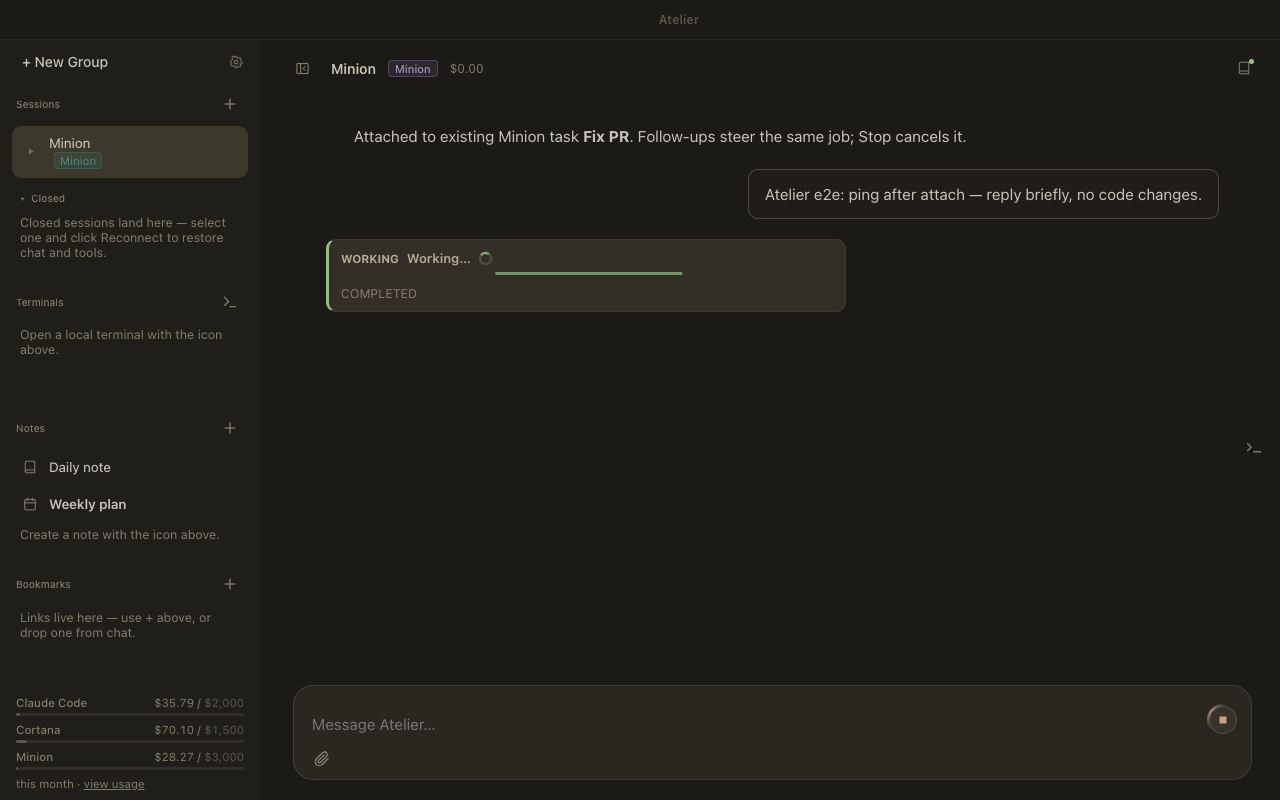 Atelier
+ New Group
Sessions
Minion
Minion
Closed
Closed sessions land here — select
one and click Reconnect to restore
chat and tools.
Terminals
Open a local terminal with the icon
above.
Notes
Daily note
Weekly plan
Create a note with the icon above.
Bookmarks
Links live here — use + above, or
drop one from chat.
Claude Code $35.79 / $2,000
Cortana $70.10 / $1,500
Minion $28.27 / $3,000
this month · view usage
Minion Minion $0.00
Attached to existing Minion task Fix PR. Follow-ups steer the same job; Stop cancels it.
Atelier e2e: ping after attach — reply briefly, no code changes.
WORKING Working...
COMPLETED
Message Atelier...